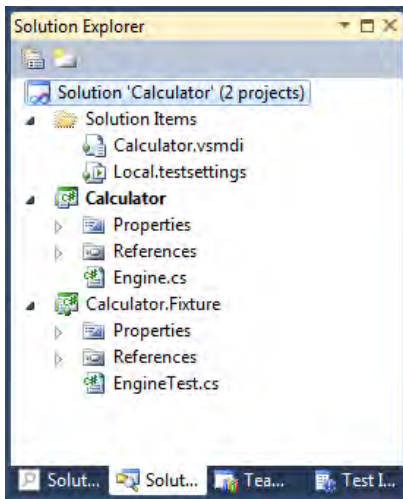 Solution Explorer
Solution 'Calculator' (2 projects)
Solution Items
Calculator.vsmdi
Local.testsettings
Calculator
Properties
References
Engine.cs
Calculator.Fixture
Properties
References
EngineTest.cs
Solut... Solut... Tea... Test I...